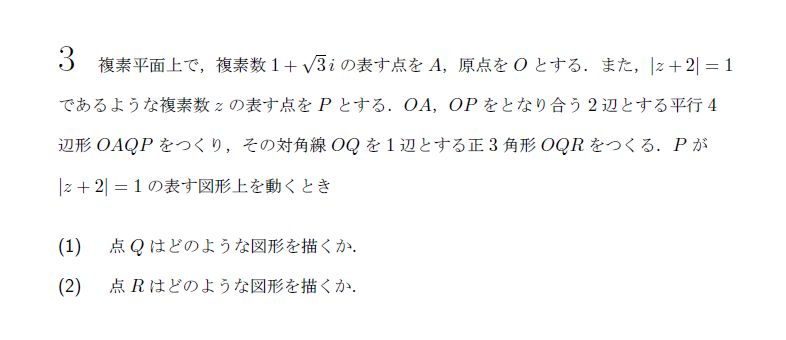 3 複素平面上で，複素数 1 + √3 i の表す点を A，原点を O とする．また，|z + 2| = 1
であるような複素数 z の表す点を P とする．OA，OP をとなり合う 2 辺とする平行 4
辺形 OAQP をつくり，その対角線 OQ を 1 辺とする正 3 角形 OQR をつくる．P が
|z + 2| = 1 の表す図形上を動くとき
(1) 点 Q はどのような図形を描くか．
(2) 点 R はどのような図形を描くか．